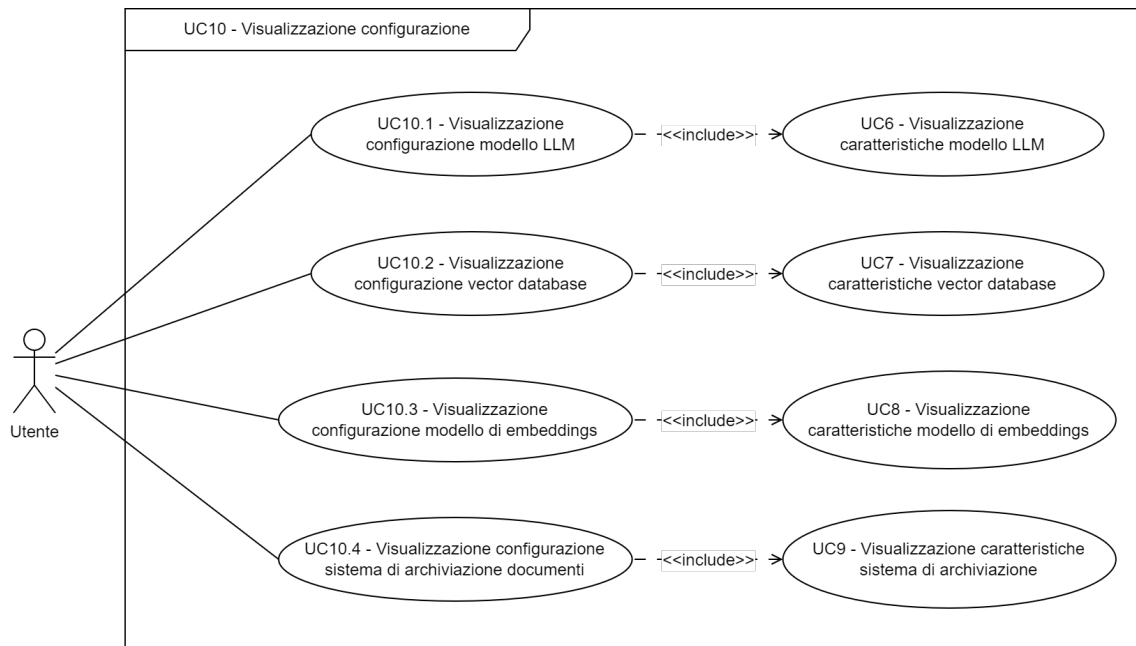 UC10 - Visualizzazione configurazione
UC10.1 - Visualizzazione
configurazione modello LLM
<<include>>
UC6 - Visualizzazione
caratteristiche modello LLM
UC10.2 - Visualizzazione
configurazione vector database
<<include>>
UC7 - Visualizzazione
caratteristiche vector database
Utente
UC10.3 - Visualizzazione
configurazione modello di embeddings
<<include>>
UC8 - Visualizzazione
caratteristiche modello di embeddings
UC10.4 - Visualizzazione configurazione
sistema di archiviazione documenti
<<include>>
UC9 - Visualizzazione caratteristiche
sistema di archiviazione